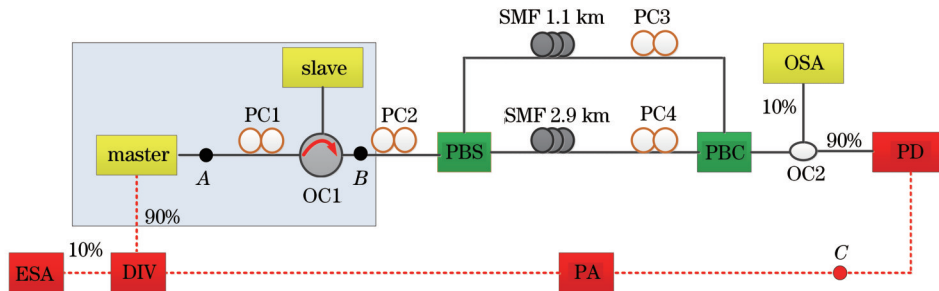 SMF 1.1 km
PC3
slave
OSA
PC1
PC2
SMF 2.9 km
PC4
10%
90%
master
PBS
PBC
PD
A
B
OC1
OC2
90%
C
10%
ESA
DIV
PA